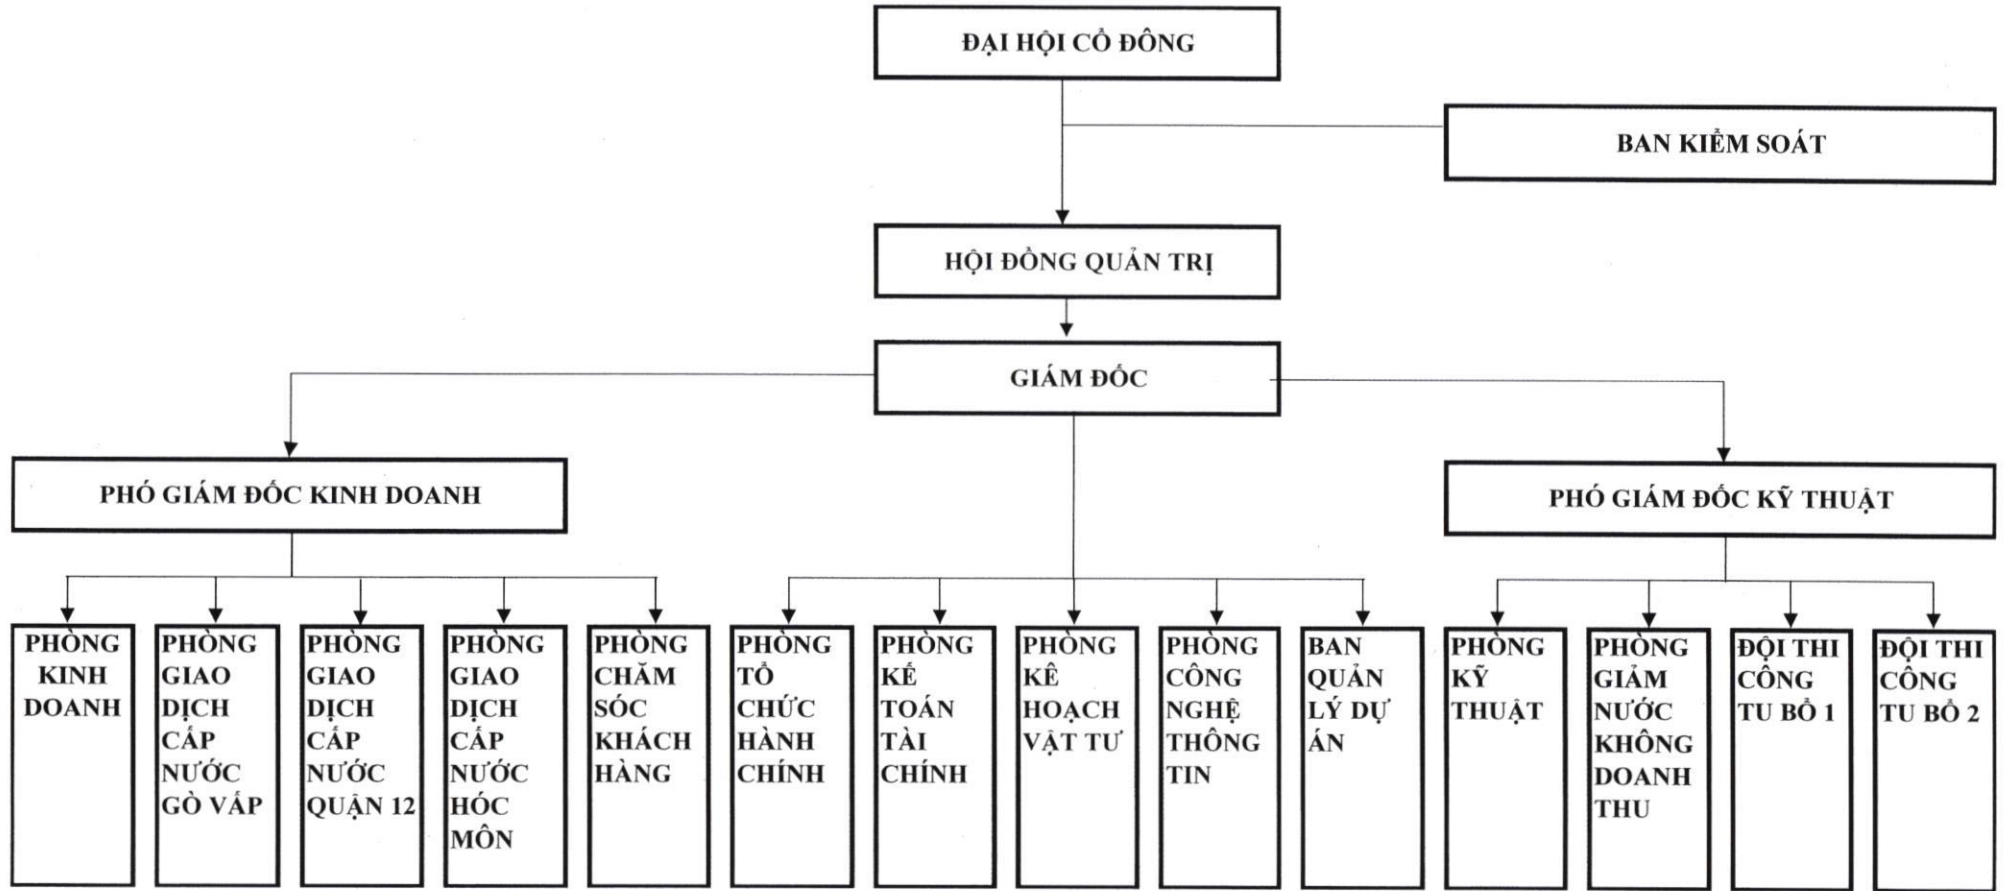 ĐẠI HỘI CỔ ĐÔNG
BAN KIỂM SOÁT
HỘI ĐỒNG QUẢN TRỊ
GIÁM ĐỐC
PHÓ GIÁM ĐỐC KINH DOANH
PHÓ GIÁM ĐỐC KỸ THUẬT
PHÒNG
KINH
DOANH
PHÒNG
GIAO
DỊCH
CẤP
NƯỚC
GÒ VẤP
PHÒNG
GIAO
DỊCH
CẤP
NƯỚC
QUẬN 12
PHÒNG
GIAO
DỊCH
CẤP
NƯỚC
HÓC
MÔN
PHÒNG
CHĂM
SÓC
KHÁCH
HÀNG
PHÒNG
TỔ
CHỨC
HÀNH
CHÍNH
PHÒNG
KẾ
TOÁN
TÀI
CHÍNH
PHÒNG
KẾ
HOẠCH
VẬT TƯ
PHÒNG
CÔNG
NGHỆ
THÔNG
TIN
BAN
QUẢN
LÝ DỰ
ÁN
PHÒNG
KỸ
THUẬT
PHÒNG
GIẢM
NƯỚC
KHÔNG
DOANH
THU
ĐỘI THI
CÔNG
TU BỔ 1
ĐỘI THI
CÔNG
TU BỔ 2